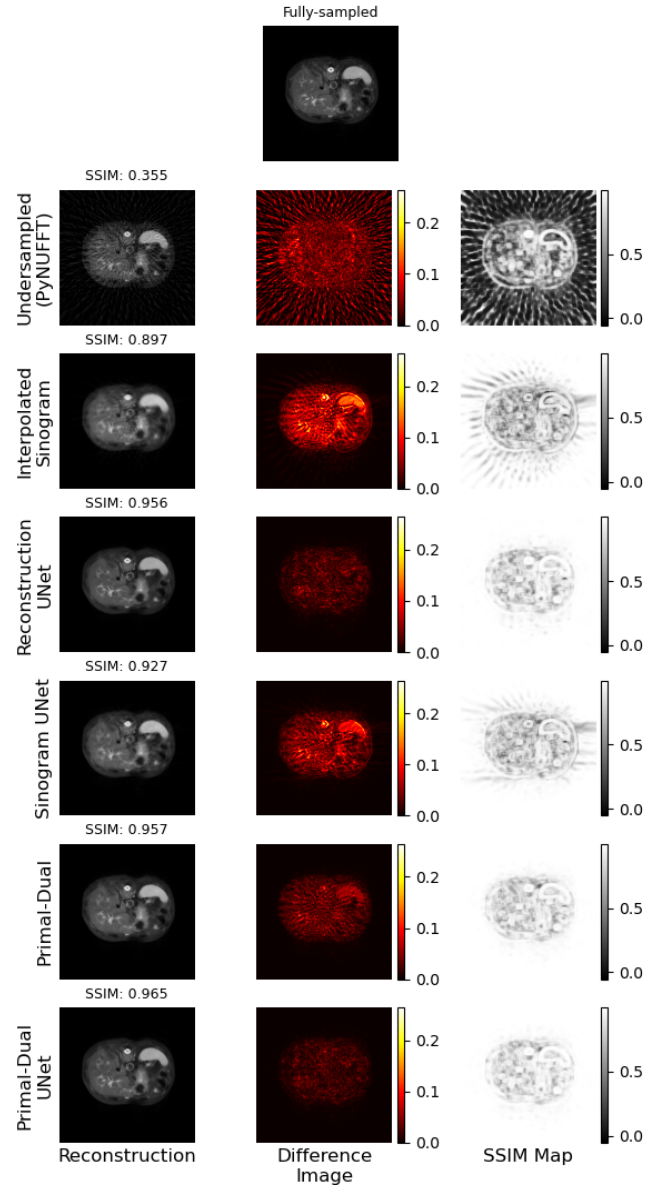 Fully-sampled
SSIM: 0.355
Undersampled
(PyNUFFT)
0.2
0.1
0.0
0.5
0.0
SSIM: 0.897
Interpolated
Sinogram
0.2
0.1
0.0
0.5
0.0
SSIM: 0.956
Reconstruction
UNet
0.2
0.1
0.0
0.5
0.0
SSIM: 0.927
Sinogram UNet
0.2
0.1
0.0
0.5
0.0
SSIM: 0.957
Primal-Dual
0.2
0.1
0.0
0.5
0.0
SSIM: 0.965
Primal-Dual
UNet
0.2
0.1
0.0
0.5
0.0
Reconstruction
Difference
Image
SSIM Map